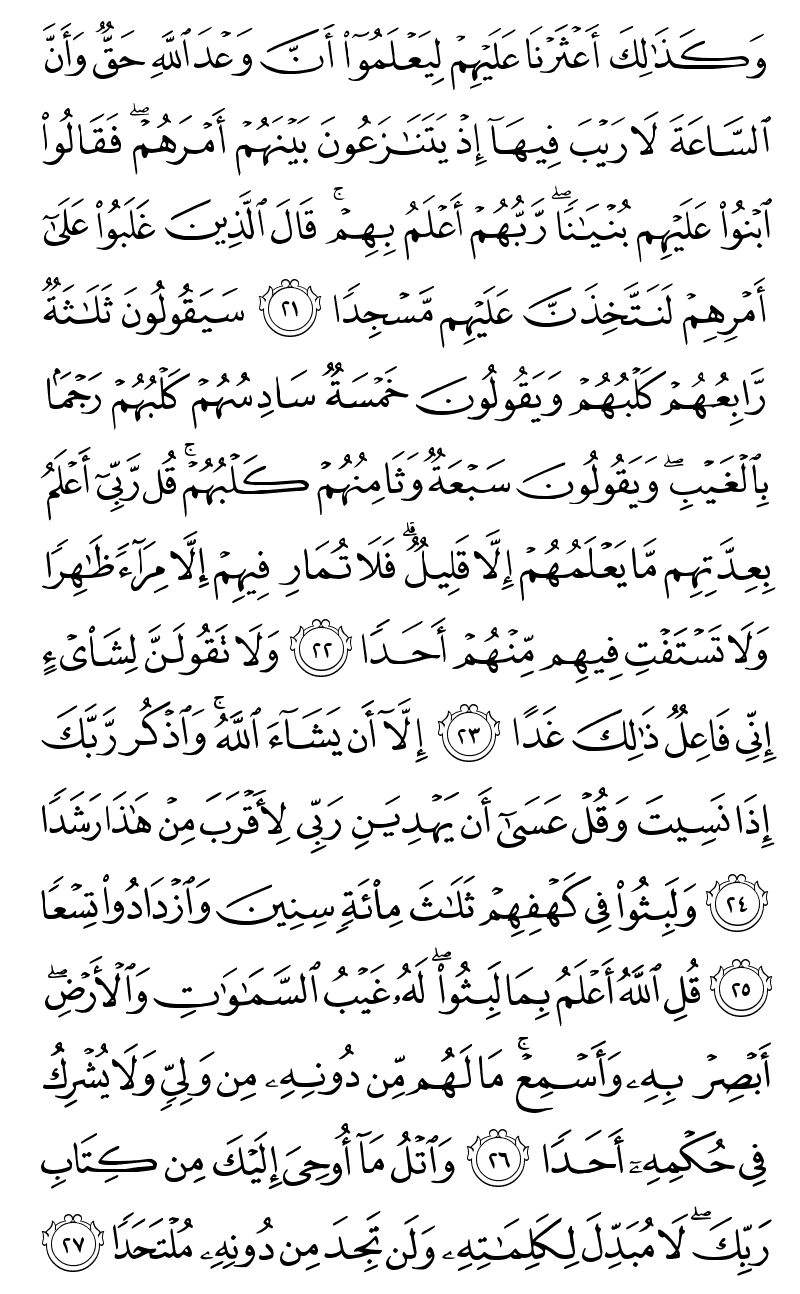 وَكَذَٰلِكَ أَعْثَرْنَا عَلَيْهِمْ لِيَعْلَمُوٓا۟ أَنَّ وَعْدَ ٱللَّهِ حَقٌّ وَأَنَّ
ٱلسَّاعَةَ لَا رَيْبَ فِيهَآ إِذْ يَتَنَٰزَعُونَ بَيْنَهُمْ أَمْرَهُمْ ۖ فَقَالُوا۟
ٱبْنُوا۟ عَلَيْهِم بُنْيَٰنًا ۖ رَّبُّهُمْ أَعْلَمُ بِهِمْ ۚ قَالَ ٱلَّذِينَ غَلَبُوا۟ عَلَىٰٓ
أَمْرِهِمْ لَنَتَّخِذَنَّ عَلَيْهِم مَّسْجِدًا ٢١ سَيَقُولُونَ ثَلَٰثَةٌ
رَّابِعُهُمْ كَلْبُهُمْ وَيَقُولُونَ خَمْسَةٌ سَادِسُهُمْ كَلْبُهُمْ رَجْمًۢا
بِٱلْغَيْبِ ۖ وَيَقُولُونَ سَبْعَةٌ وَثَامِنُهُمْ كَلْبُهُمْ ۚ قُل رَّبِّىٓ أَعْلَمُ
بِعِدَّتِهِم مَّا يَعْلَمُهُمْ إِلَّا قَلِيلٌ ۗ فَلَا تُمَارِ فِيهِمْ إِلَّا مِرَآءً ظَٰهِرًا
وَلَا تَسْتَفْتِ فِيهِم مِّنْهُمْ أَحَدًا ٢٢ وَلَا تَقُولَنَّ لِشَا۟ىْءٍ
إِنِّى فَاعِلٌ ذَٰلِكَ غَدًا ٢٣ إِلَّآ أَن يَشَآءَ ٱللَّهُ ۚ وَٱذْكُر رَّبَّكَ
إِذَا نَسِيتَ وَقُلْ عَسَىٰٓ أَن يَهْدِيَنِ رَبِّى لِأَقْرَبَ مِنْ هَٰذَا رَشَدًا
٢٤ وَلَبِثُوا۟ فِى كَهْفِهِمْ ثَلَٰثَ مِا۟ئَةٍ سِنِينَ وَٱزْدَادُوا۟ تِسْعًا
٢٥ قُلِ ٱللَّهُ أَعْلَمُ بِمَا لَبِثُوا۟ ۖ لَهُۥ غَيْبُ ٱلسَّمَٰوَٰتِ وَٱلْأَرْضِ ۖ
أَبْصِرْ بِهِۦ وَأَسْمِعْ ۚ مَا لَهُم مِّن دُونِهِۦ مِن وَلِىٍّ وَلَا يُشْرِكُ
فِى حُكْمِهِۦٓ أَحَدًا ٢٦ وَٱتْلُ مَآ أُوحِىَ إِلَيْكَ مِن كِتَابِ
رَبِّكَ ۖ لَا مُبَدِّلَ لِكَلِمَٰتِهِۦ وَلَن تَجِدَ مِن دُونِهِۦ مُلْتَحَدًا ٢٧